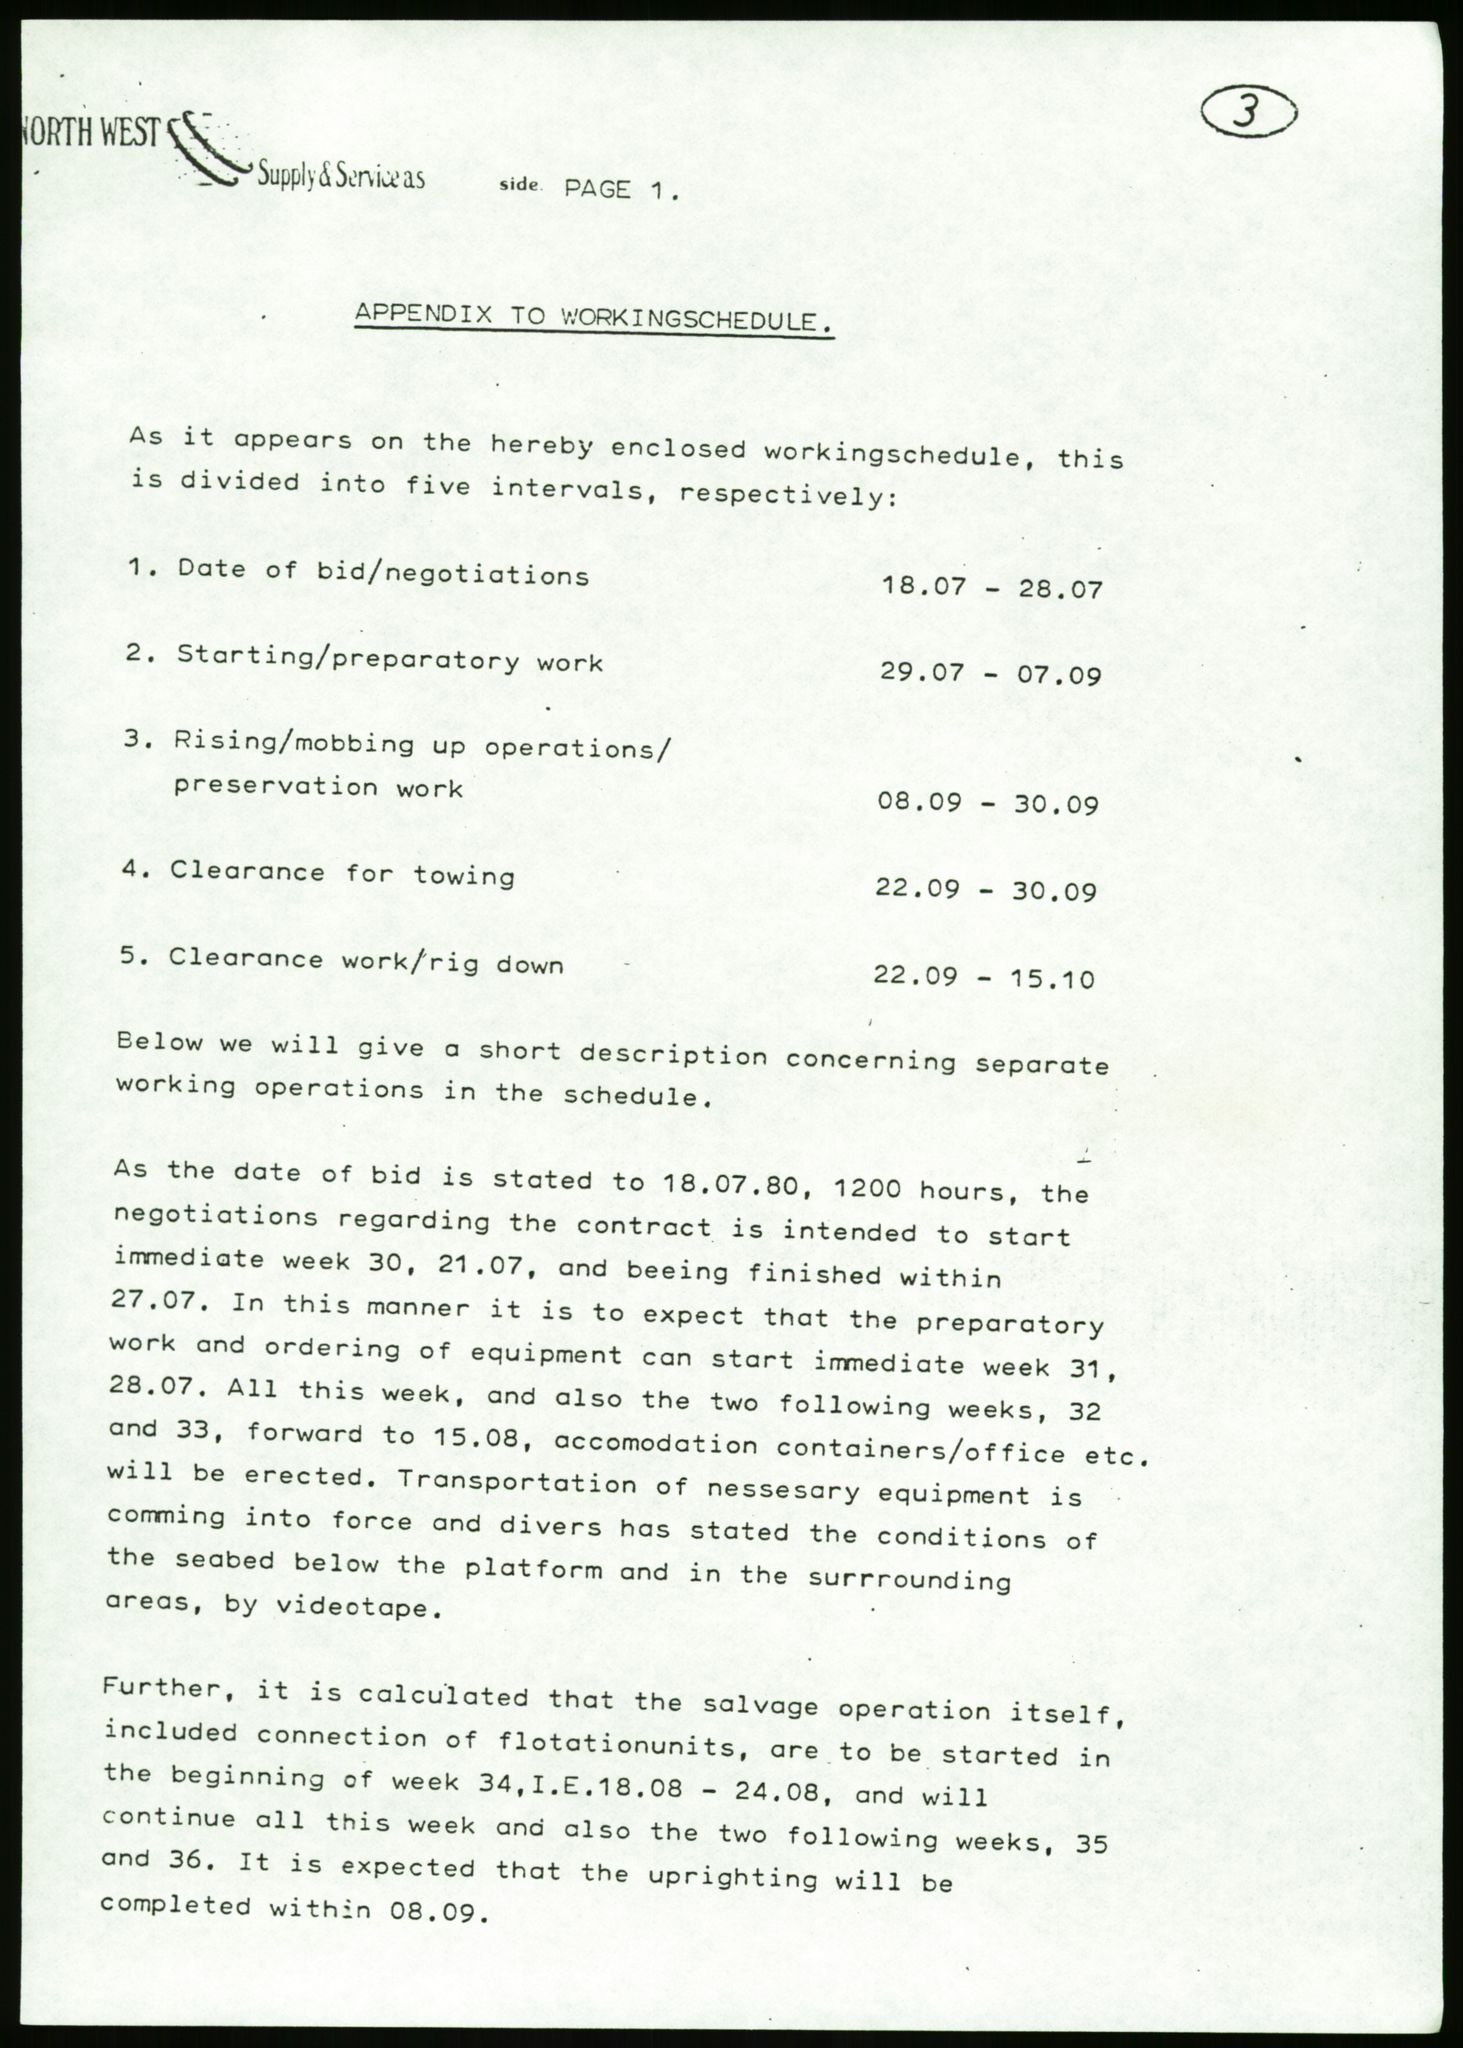 NORTH WEST
3
Supply & Service as side. PAGE 1.
APPENDIX TO WORKINGSCHEDULE.
As it appears on the hereby enclosed workingschedule, this
is divided into five intervals, respectively:
1. Date of bid/negotiations 18.07 - 28.07
2. Starting/preparatory work 29.07 - 07.09
3. Rising/mobbing up operations/
preservation work 08.09 - 30.09
4. Clearance for towing 22.09 - 30.09
5. Clearance work/rig down 22.09 - 15.10
Below we will give a short description concerning separate
working operations in the schedule.
As the date of bid is stated to 18.07.80, 1200 hours, the
negotiations regarding the contract is intended to start
immediate week 30, 21.07, and beeing finished within
27.07. In this manner it is to expect that the preparatory
work and ordering of equipment can start immediate week 31,
28.07. All this week, and also the two following weeks, 32
and 33, forward to 15.08, accomodation containers/office etc.
will be erected. Transportation of nessesary equipment is
comming into force and divers has stated the conditions of
the seabed below the platform and in the surrrounding
areas, by videotape.
Further, it is calculated that the salvage operation itself,
included connection of flotationunits, are to be started in
the beginning of week 34,I.E.18.08 - 24.08, and will
continue all this week and also the two following weeks, 35
and 36. It is expected that the uprighting will be
completed within 08.09.